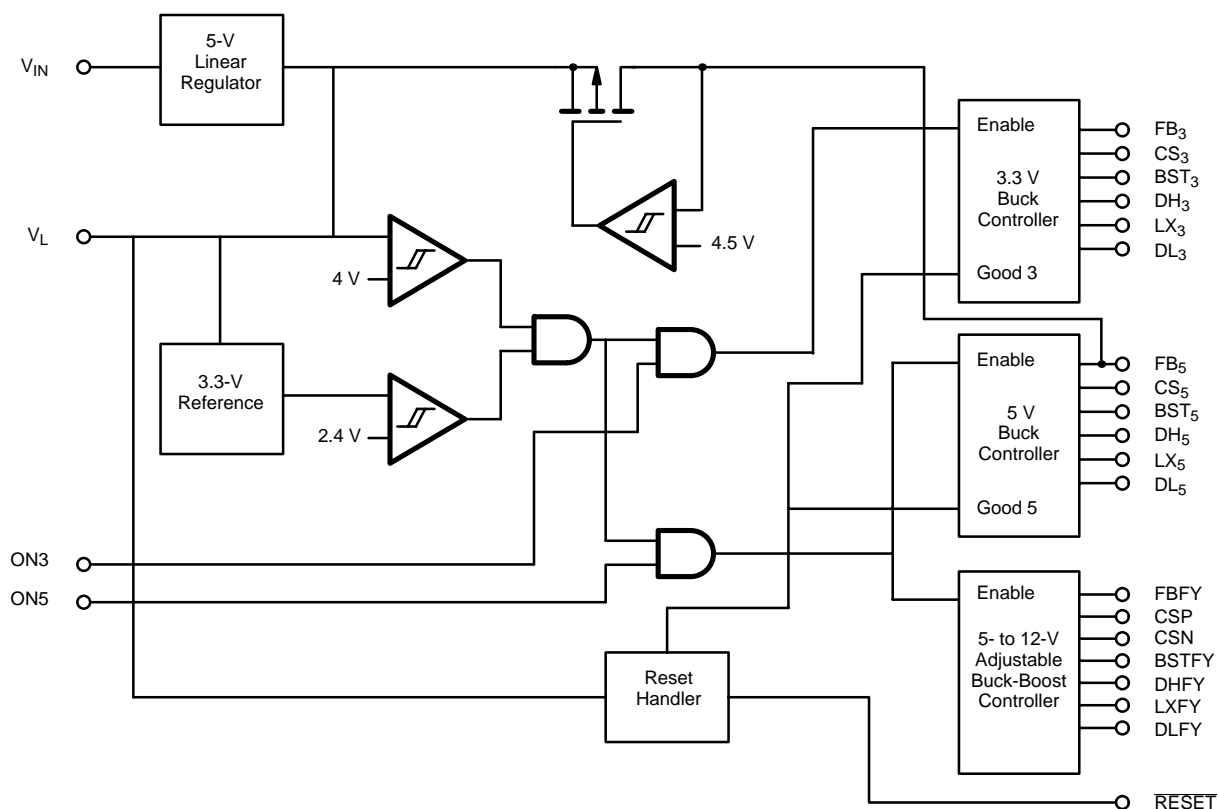 5-V
Linear
Regulator
V_IN
V_L
4 V
4.5 V
3.3-V
Reference
2.4 V
ON3
ON5
Reset
Handler
Enable
3.3 V
Buck
Controller
Good 3
FB_3
CS_3
BST_3
DH_3
LX_3
DL_3
Enable
5 V
Buck
Controller
Good 5
FB_5
CS_5
BST_5
DH_5
LX_5
DL_5
Enable
5- to 12-V
Adjustable
Buck-Boost
Controller
FBFY
CSP
CSN
BSTFY
DHFY
LXFY
DLFY
RESET